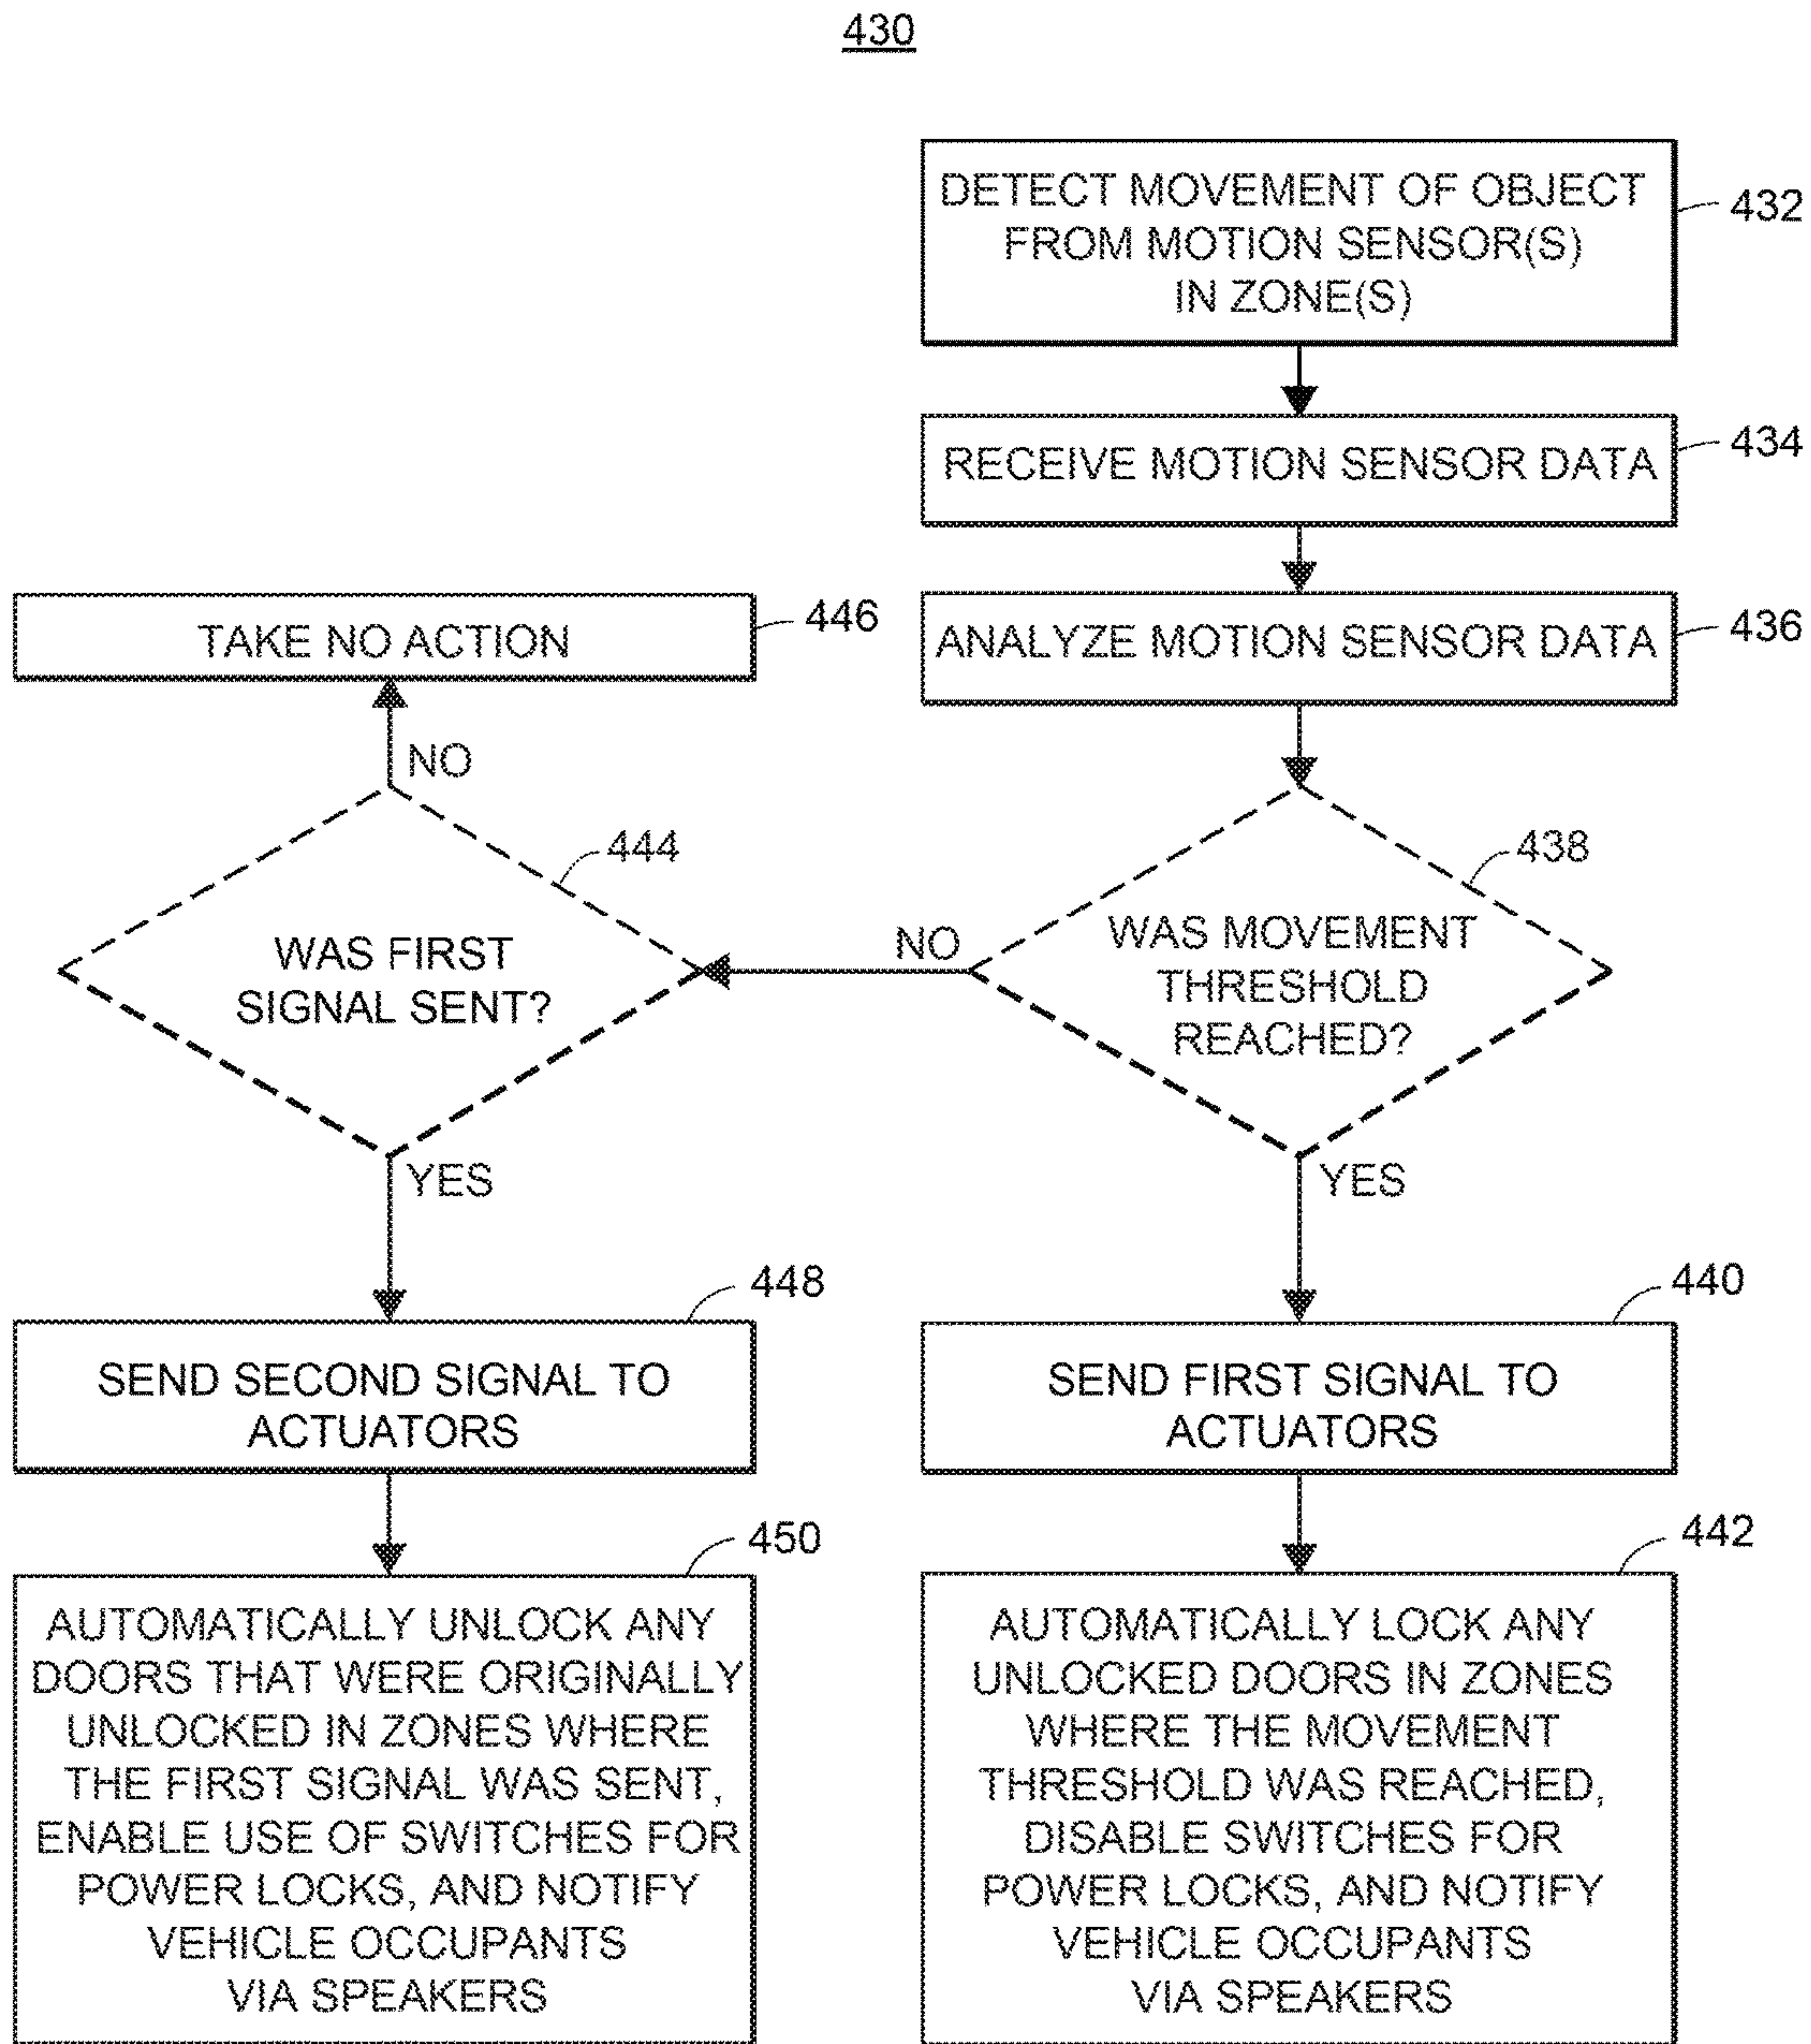 430
DETECT MOVEMENT OF OBJECT
FROM MOTION SENSOR(S)
IN ZONE(S)
432
RECEIVE MOTION SENSOR DATA
434
ANALYZE MOTION SENSOR DATA
436
TAKE NO ACTION
446
NO
444
WAS FIRST
SIGNAL SENT?
NO
438
WAS MOVEMENT
THRESHOLD
REACHED?
YES
YES
448
SEND SECOND SIGNAL TO
ACTUATORS
440
SEND FIRST SIGNAL TO
ACTUATORS
450
AUTOMATICALLY UNLOCK ANY
DOORS THAT WERE ORIGINALLY
UNLOCKED IN ZONES WHERE
THE FIRST SIGNAL WAS SENT,
ENABLE USE OF SWITCHES FOR
POWER LOCKS, AND NOTIFY
VEHICLE OCCUPANTS
VIA SPEAKERS
442
AUTOMATICALLY LOCK ANY
UNLOCKED DOORS IN ZONES
WHERE THE MOVEMENT
THRESHOLD WAS REACHED,
DISABLE SWITCHES FOR
POWER LOCKS, AND NOTIFY
VEHICLE OCCUPANTS
VIA SPEAKERS